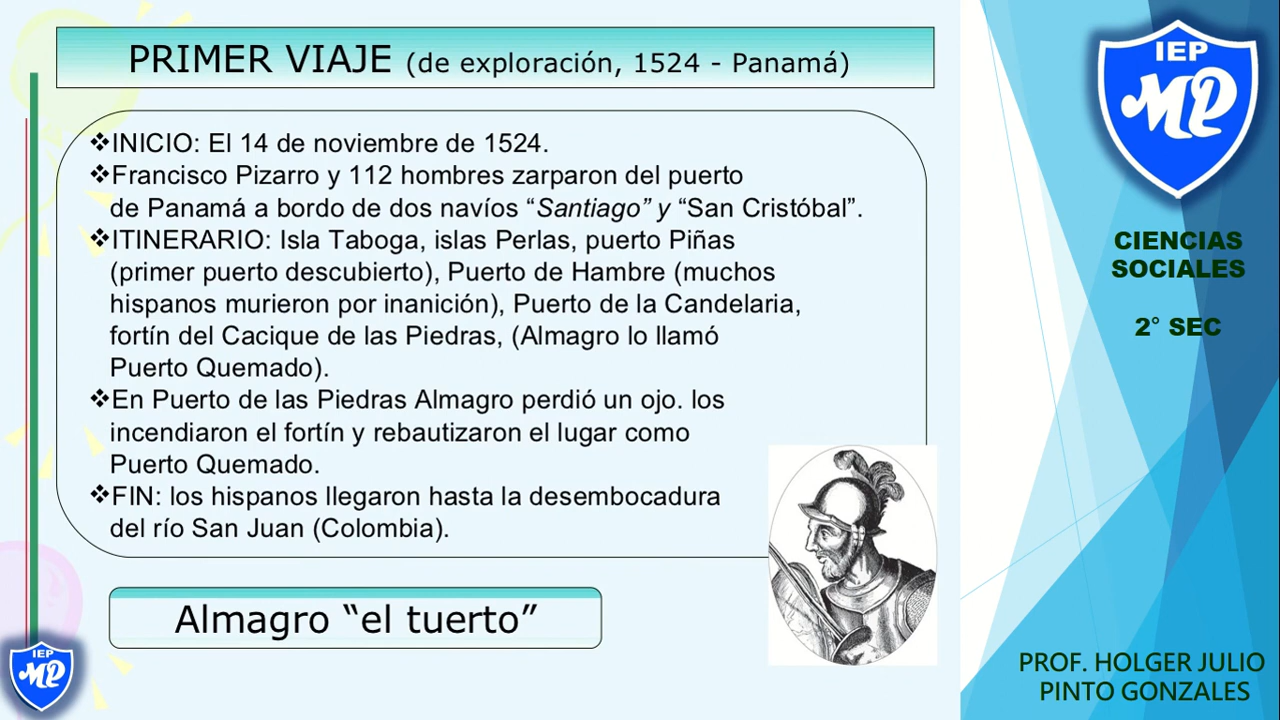 PRIMER VIAJE (de exploración, 1524 - Panamá)
❖INICIO: El 14 de noviembre de 1524.
❖Francisco Pizarro y 112 hombres zarparon del puerto
de Panamá a bordo de dos navíos “Santiago” y “San Cristóbal”.
❖ITINERARIO: Isla Taboga, islas Perlas, puerto Piñas
(primer puerto descubierto), Puerto de Hambre (muchos
hispanos murieron por inanición), Puerto de la Candelaria,
fortín del Cacique de las Piedras, (Almagro lo llamó
Puerto Quemado).
❖En Puerto de las Piedras Almagro perdió un ojo. los
incendiaron el fortín y rebautizaron el lugar como
Puerto Quemado.
❖FIN: los hispanos llegaron hasta la desembocadura
del río San Juan (Colombia).
Almagro “el tuerto”
IEP
MP
IEP
MP
CIENCIAS
SOCIALES
2° SEC
PROF. HOLGER JULIO
PINTO GONZALES